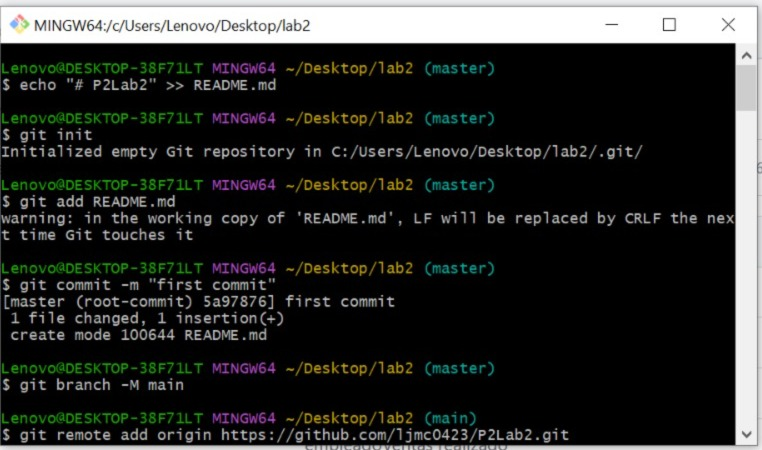 MINGW64:/c/Users/Lenovo/Desktop/lab2
Lenovo@DESKTOP-38F71LT MINGW64 ~/Desktop/lab2 (master)
$ echo "# P2Lab2" >> README.md
Lenovo@DESKTOP-38F71LT MINGW64 ~/Desktop/lab2 (master)
$ git init
Initialized empty Git repository in C:/Users/Lenovo/Desktop/lab2/.git/
Lenovo@DESKTOP-38F71LT MINGW64 ~/Desktop/lab2 (master)
$ git add README.md
warning: in the working copy of 'README.md', LF will be replaced by CRLF the nex
t time Git touches it
Lenovo@DESKTOP-38F71LT MINGW64 ~/Desktop/lab2 (master)
$ git commit -m "first commit"
[master (root-commit) 5a97876] first commit
1 file changed, 1 insertion(+)
create mode 100644 README.md
Lenovo@DESKTOP-38F71LT MINGW64 ~/Desktop/lab2 (master)
$ git branch -M main
Lenovo@DESKTOP-38F71LT MINGW64 ~/Desktop/lab2 (main)
$ git remote add origin https://github.com/ljmc0423/P2Lab2.git